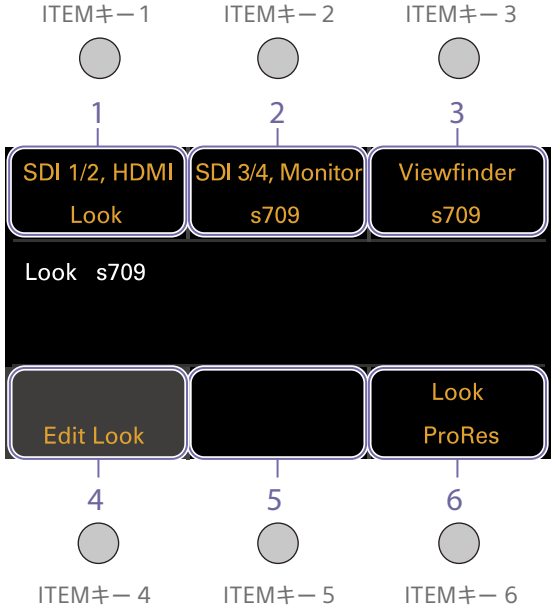 ITEMキー1 ITEMキー2 ITEMキー3
1 2 3
SDI 1/2, HDMI SDI 3/4, Monitor Viewfinder
Look s709 s709
Look s709
Look
Edit Look ProRes
4 5 6
ITEMキー4 ITEMキー5 ITEMキー6